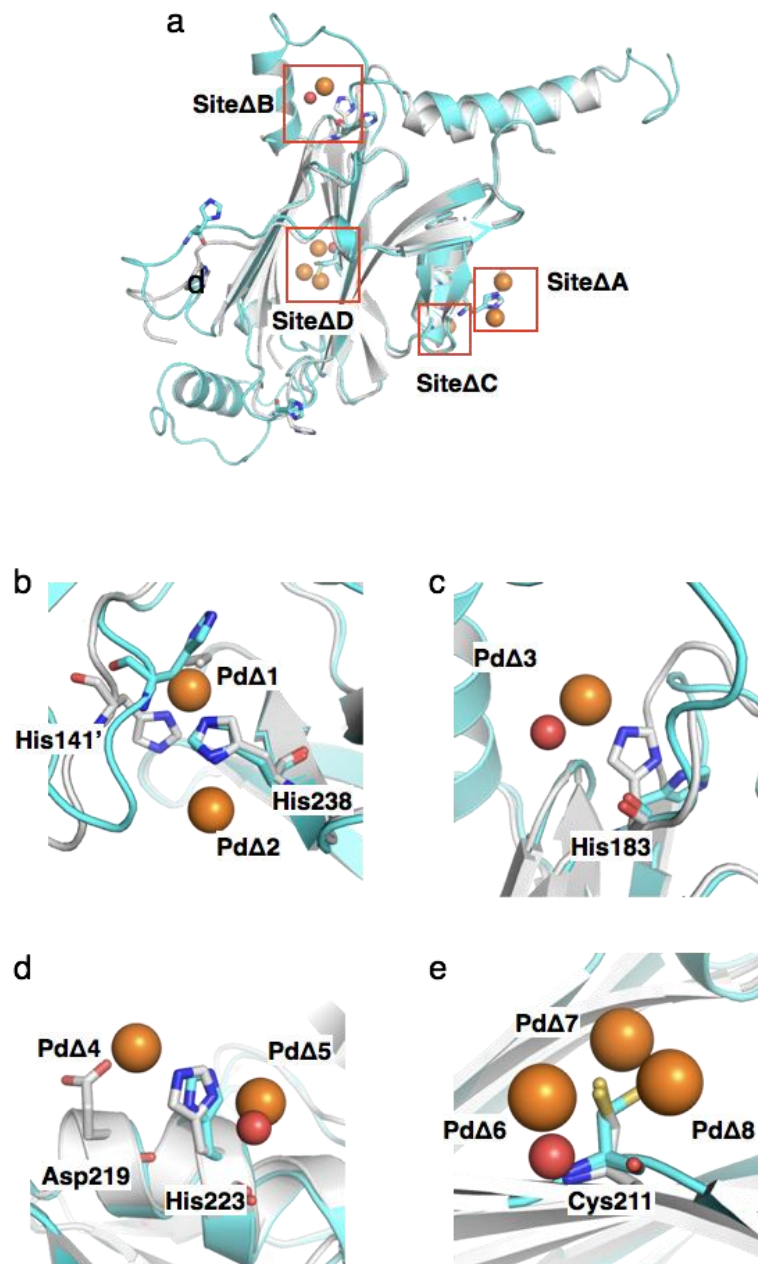 a
SiteΔB
d
SiteΔA
SiteΔD
SiteΔC
b
PdΔ1
His141’
His238
PdΔ2
c
PdΔ3
His183
d
PdΔ4
PdΔ5
Asp219
His223
e
PdΔ7
PdΔ6
PdΔ8
Cys211